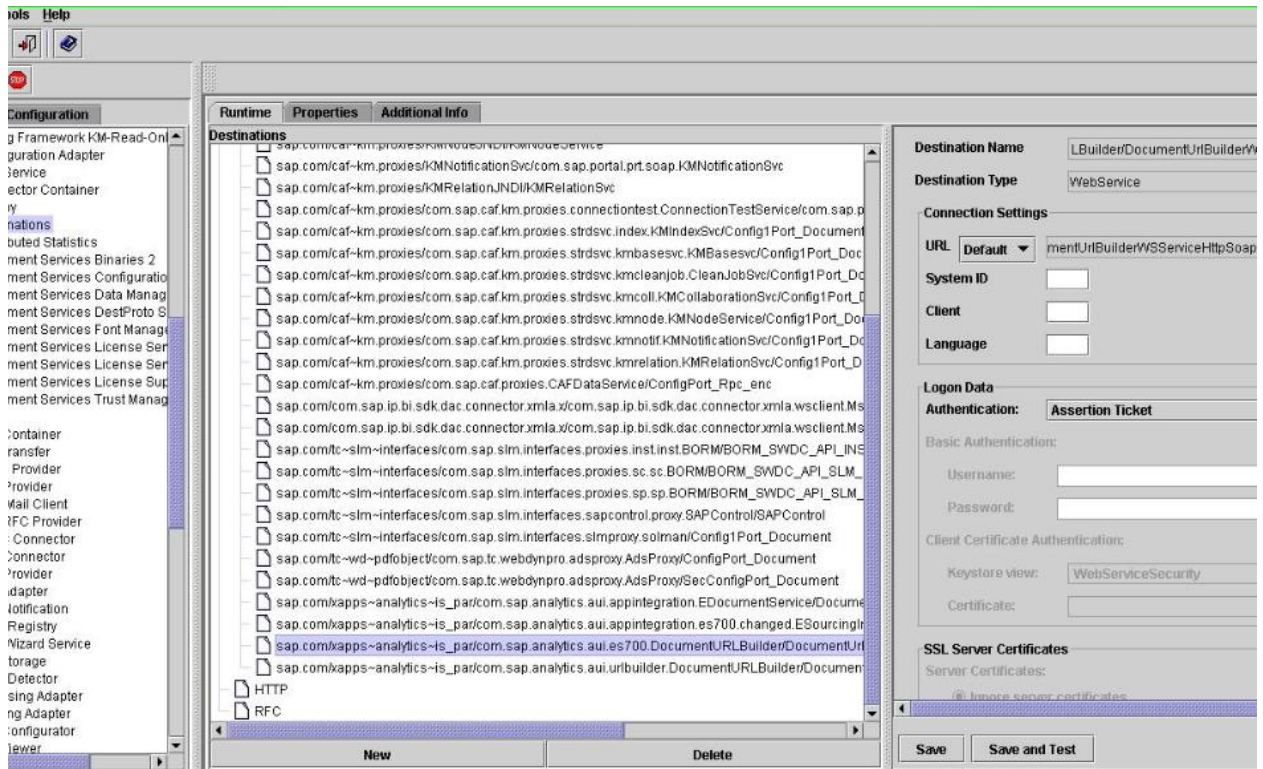 Help
STOP
Configuration
Runtime Properties Additional Info
g Framework KM-Read-Onl
guration Adapter
Service
ector Container
nations
buted Statistics
ment Services Binaries 2
ment Services Configuratio
ment Services Data Manag
ment Services DestProto S
ment Services Font Manage
ment Services License Ser
ment Services License Ser
ment Services License Sup
ment Services Trust Manag
Container
ransfer
Provider
Provider
Mail Client
RFC Provider
Connector
Connector
Provider
dapter
Notification
Registry
Wizard Service
torage
Detector
sing Adapter
ng Adapter
onfigurator
iewer
Destinations
sap.com/caf~km.proxies/KMNodeJNDI/KMNodeService
sap.com/caf~km.proxies/KMNotificationSvc/com.sap.portal.prt.soap.KMNotificationSvc
sap.com/caf~km.proxies/KMRelationJNDI/KMRelationSvc
sap.com/caf~km.proxies/com.sap.caf.km.proxies.connectiontest.ConnectionTestService/com.sap.p
sap.com/caf~km.proxies/com.sap.caf.km.proxies.strdsvc.index.KMIndexSvc/Config1Port_Document
sap.com/caf~km.proxies/com.sap.caf.km.proxies.strdsvc.kmbasesvc.KMBasesvc/Config1Port_Doc
sap.com/caf~km.proxies/com.sap.caf.km.proxies.strdsvc.kmcleanjob.CleanJobSvc/Config1Port_Do
sap.com/caf~km.proxies/com.sap.caf.km.proxies.strdsvc.kmcoll.KMCollaborationSvc/Config1Port_D
sap.com/caf~km.proxies/com.sap.caf.km.proxies.strdsvc.kmnode.KMNodeService/Config1Port_Do
sap.com/caf~km.proxies/com.sap.caf.km.proxies.strdsvc.kmnotif.KMNotificationSvc/Config1Port_Do
sap.com/caf~km.proxies/com.sap.caf.km.proxies.strdsvc.kmrelation.KMRelationSvc/Config1Port_D
sap.com/caf~km.proxies/com.sap.caf.proxies.CAFDataService/ConfigPort_Rpc_enc
sap.com/com.sap.ip.bi.sdk.dac.connector.xmla.x/com.sap.ip.bi.sdk.dac.connector.xmla.wsclient.Ms
sap.com/com.sap.ip.bi.sdk.dac.connector.xmla.x/com.sap.ip.bi.sdk.dac.connector.xmla.wsclient.Ms
sap.com/tc~slm~interfaces/com.sap.slm.interfaces.proxies.inst.inst.BORM/BORM_SWDC_API_INS
sap.com/tc~slm~interfaces/com.sap.slm.interfaces.proxies.sc.sc.BORM/BORM_SWDC_API_SLM_
sap.com/tc~slm~interfaces/com.sap.slm.interfaces.proxies.sp.sp.BORM/BORM_SWDC_API_SLM_
sap.com/tc~slm~interfaces/com.sap.slm.interfaces.sapcontrol.proxy.SAPControl/SAPControl
sap.com/tc~slm~interfaces/com.sap.slm.interfaces.slmproxy.solman/Config1Port_Document
sap.com/tc~wd~pdfobject/com.sap.tc.webdynpro.adsproxy.AdsProxy/ConfigPort_Document
sap.com/tc~wd~pdfobject/com.sap.tc.webdynpro.adsproxy.AdsProxy/SecConfigPort_Document
sap.com/xapps~analytics~is_par/com.sap.analytics.aui.appintegration.EDocumentService/Docume
sap.com/xapps~analytics~is_par/com.sap.analytics.aui.appintegration.es700.changed.ESourcingIn
sap.com/xapps~analytics~is_par/com.sap.analytics.aui.es700.DocumentURLBuilder/DocumentUrl
sap.com/xapps~analytics~is_par/com.sap.analytics.aui.urlbuilder.DocumentURLBuilder/Documen
HTTP
RFC
New Delete
Destination Name LBuilder/DocumentUrlBuilderW
Destination Type WebService
Connection Settings
URL Default mentUrlBuilderWSServiceHttpSoap
System ID
Client
Language
Logon Data
Authentication: Assertion Ticket
Basic Authentication:
Username:
Password:
Client Certificate Authentication:
Keystore view: WebServiceSecurity
Certificate:
SSL Server Certificates
Server Certificates:
Ignore server certificates
Save Save and Test